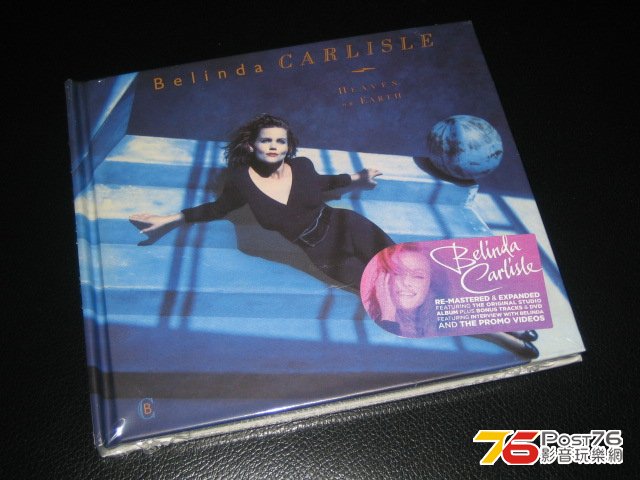 Belinda CARLISLE
HEAVEN
ON EARTH
Belinda
Carlisle
RE-MASTERED & EXPANDED
FEATURING THE ORIGINAL STUDIO
ALBUM PLUS BONUS TRACKS & DVD
FEATURING INTERVIEW WITH BELINDA
AND THE PROMO VIDEOS
CB
76 Post76
影音玩樂網